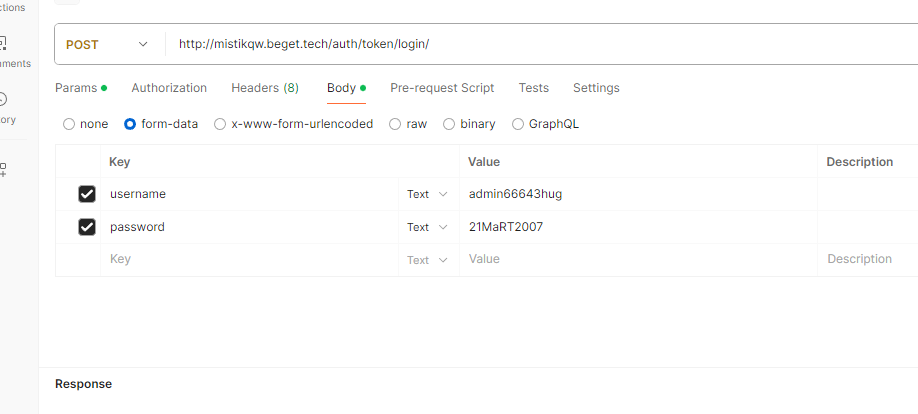 ctions
POST http://mistikqw.beget.tech/auth/token/login/
nments
Params Authorization Headers (8) Body Pre-request Script Tests Settings
tory
none form-data x-www-form-urlencoded raw binary GraphQL
Key Value Description
username Text admin66643hug
password Text 21MaRT2007
Key Text Value Description
Response